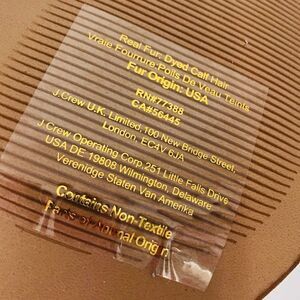 Real Fur: Dyed Calf Hair
Vraie Fourrure Poils De Veau Teints
Fur Origin: USA
RN#77388
CA#56445
J.Crew U.K. Limited,100 New Bridge Street,
London, EC4V 6JA
J.Crew Operating Corp,251 Little Falls Drive
USA DE 19808 Wilmington, Delaware
Verenidge Staten Van Amerika
Contains Non-Textile
Parts of Animal Origin